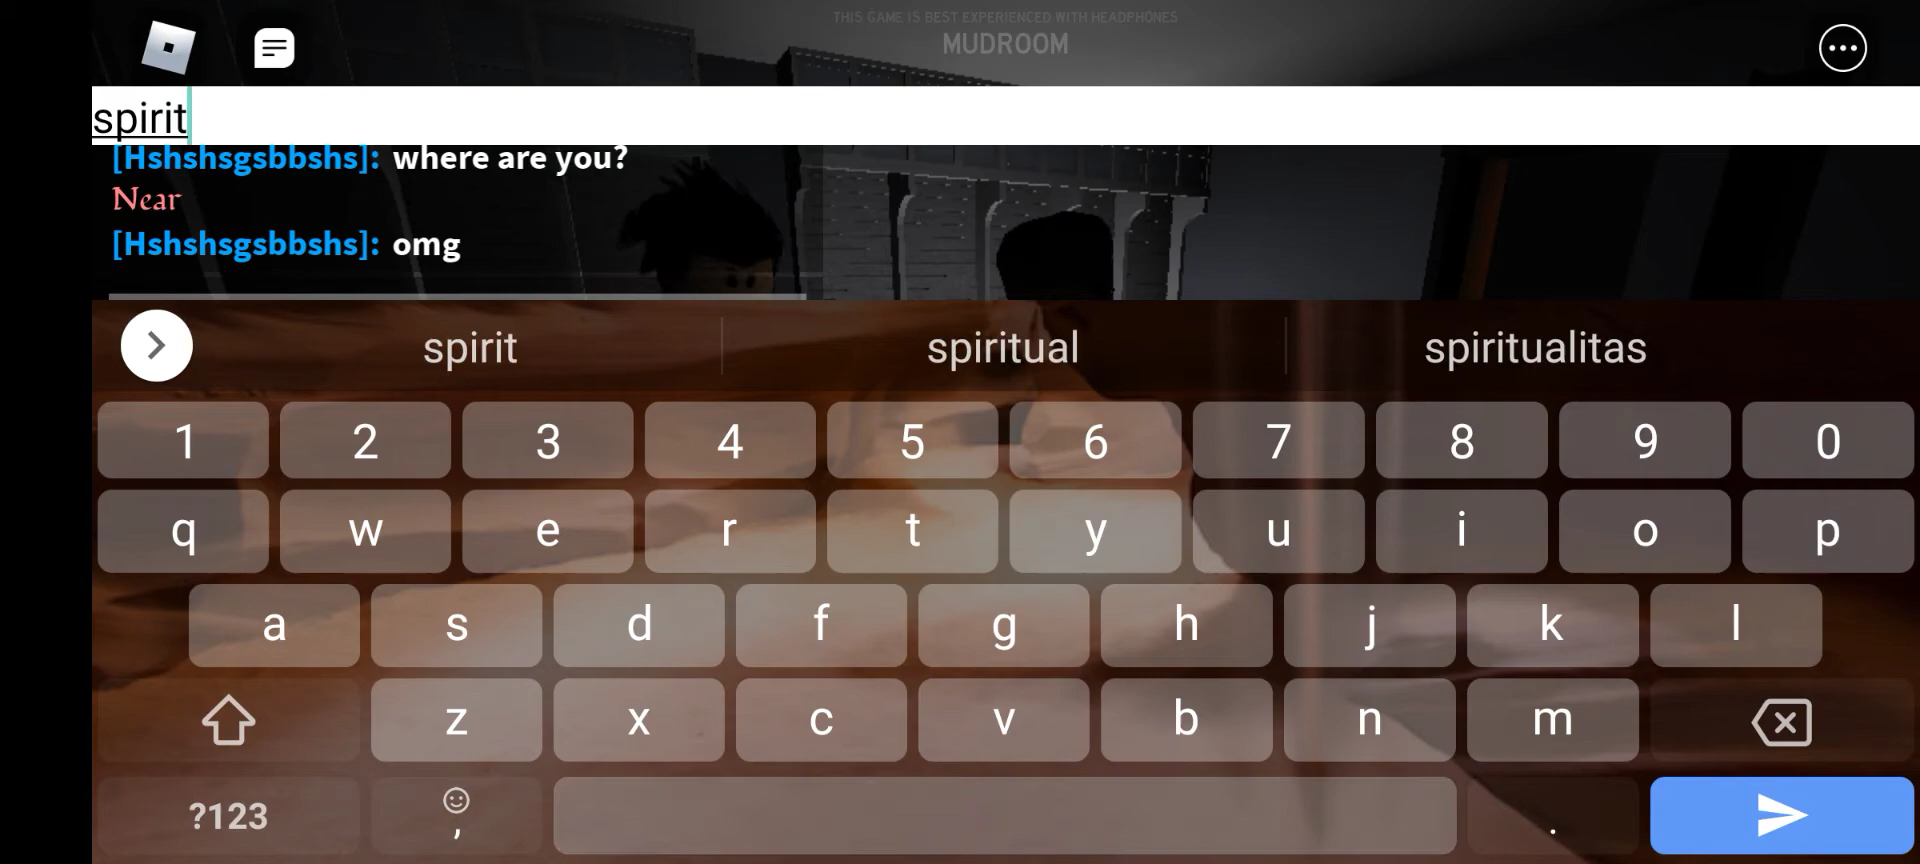 THIS GAME IS BEST EXPERIENCED WITH HEADPHONES
MUDROOM
spirit
[Hshshsgsbbshs]: where are you?
Near
[Hshshsgsbbshs]: omg
spirit spiritual spiritualitas
1 2 3 4 5 6 7 8 9 0
q w e r t y u i o p
a s d f g h j k l
z x c v b n m
?123 , .